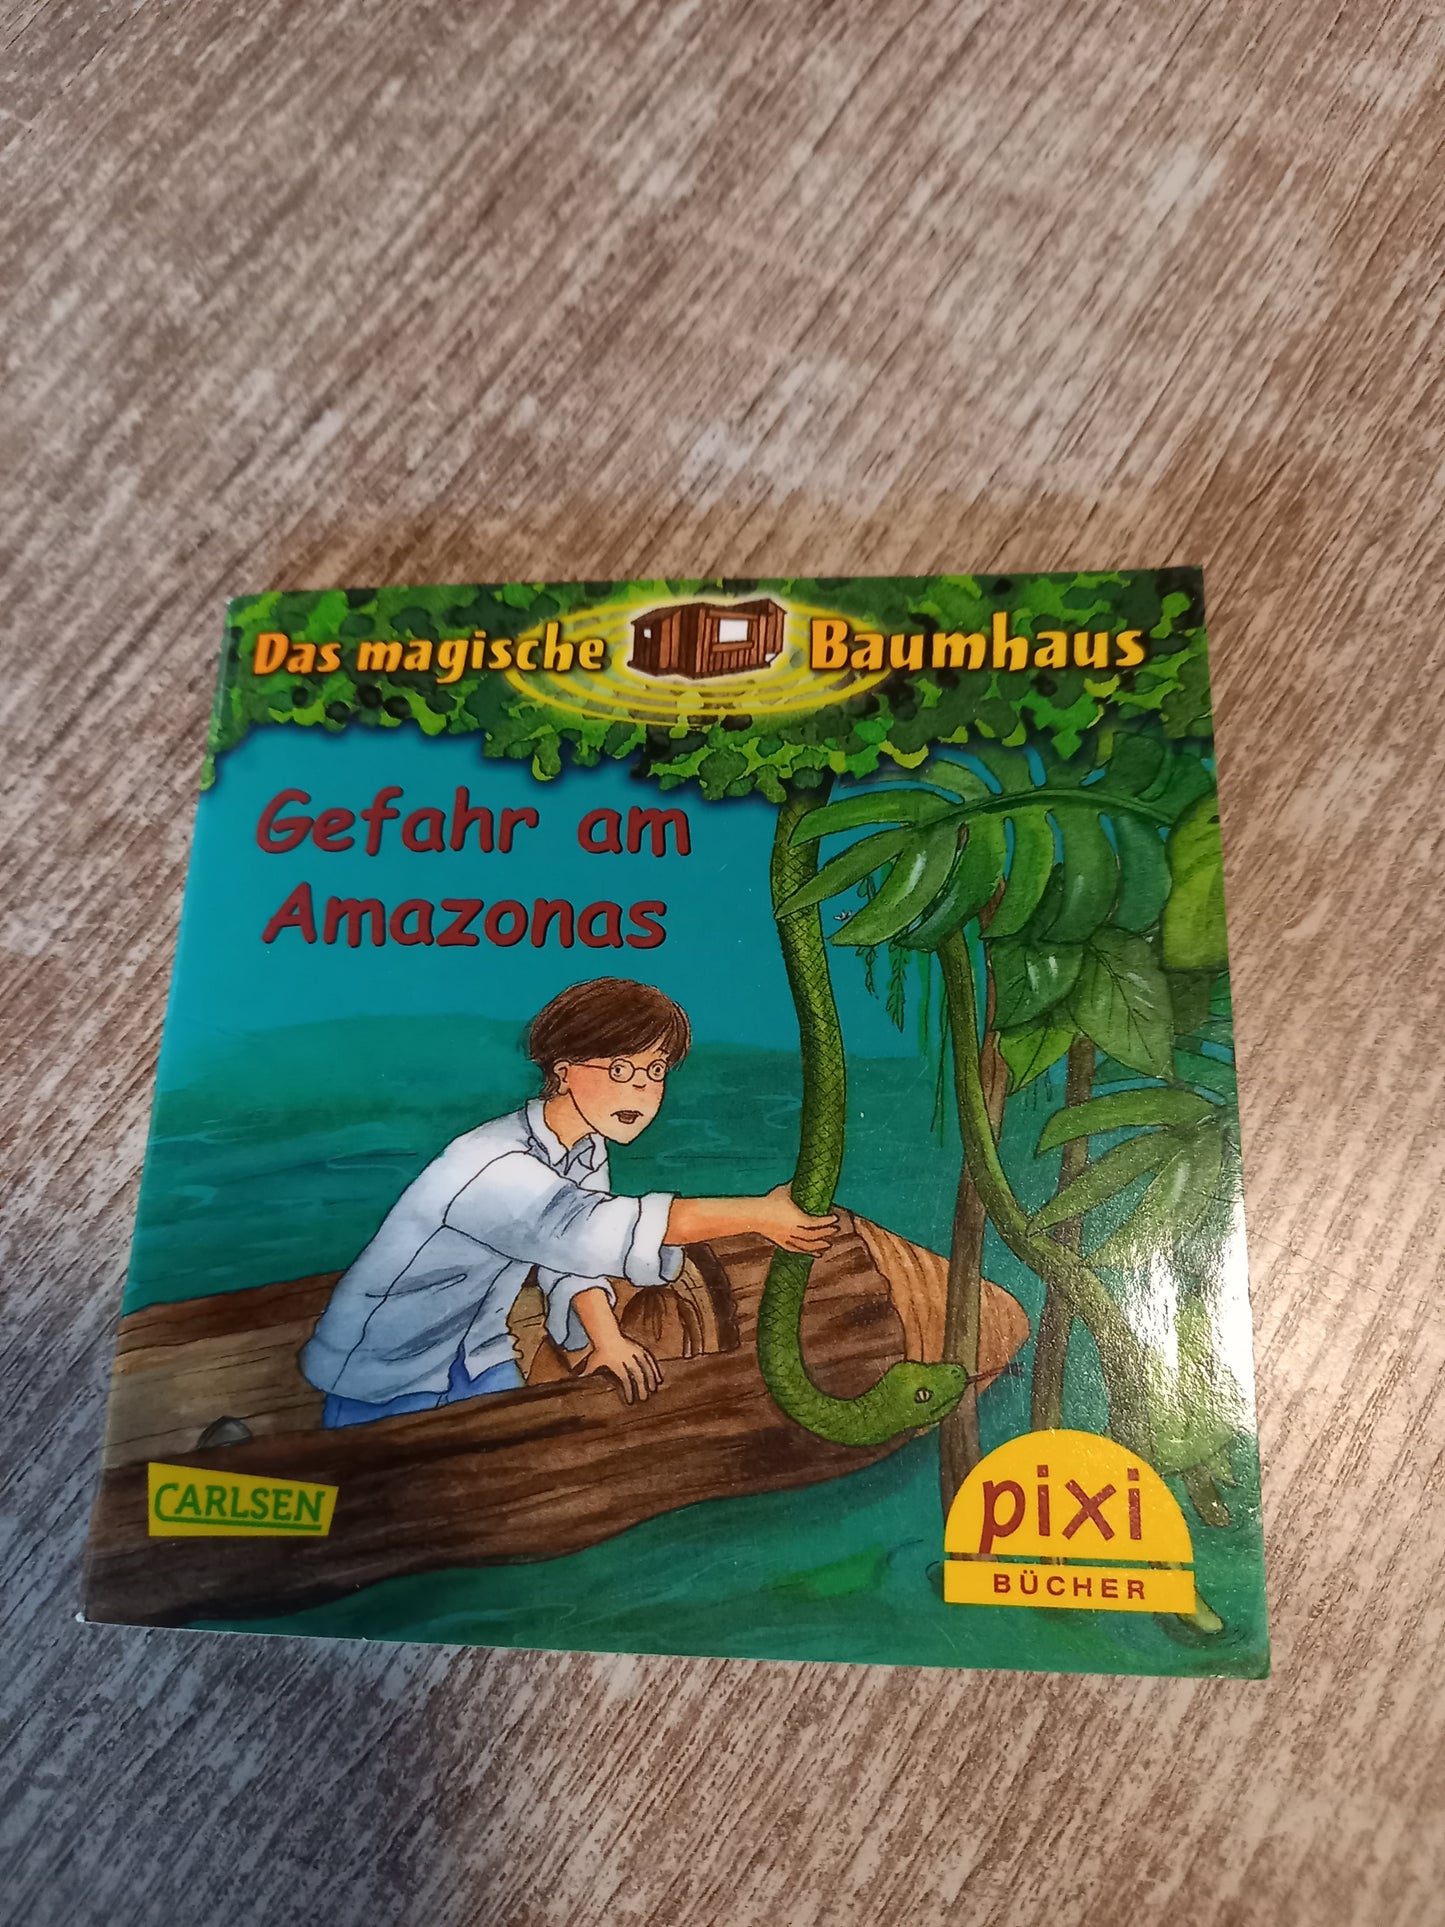 Das magische Baumhaus
Gefahr am
Amazonas
CARLSEN
pixi
BÜCHER